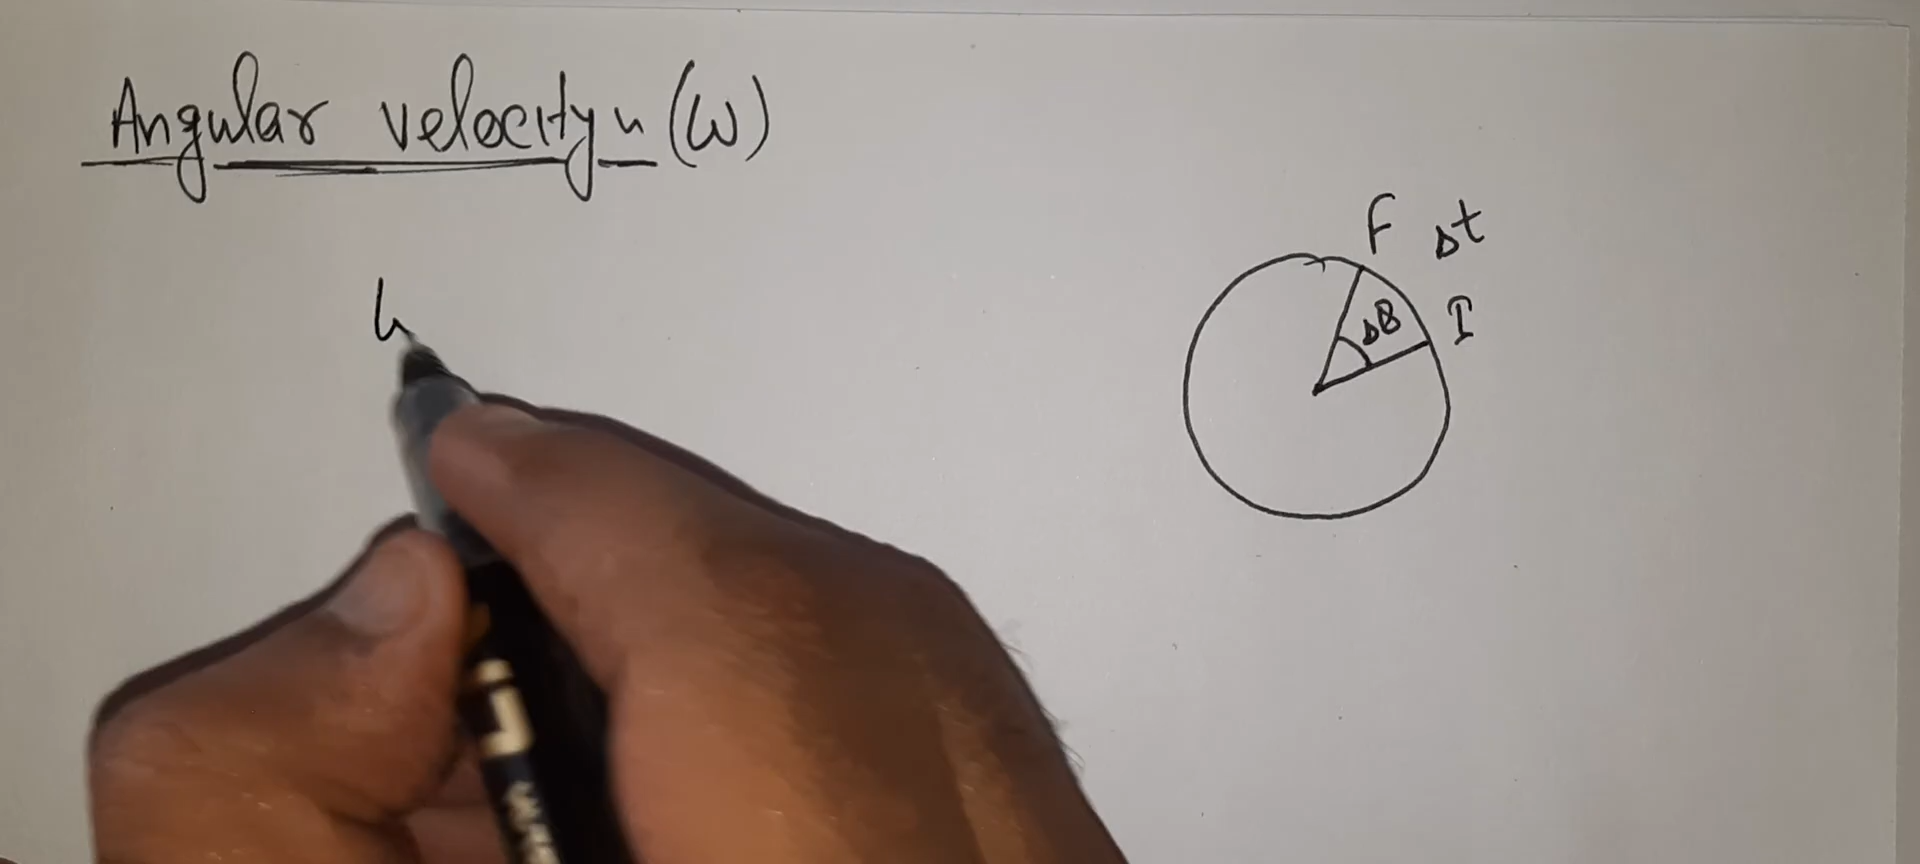 Angular velocity (ω)
F Δt
Δθ I